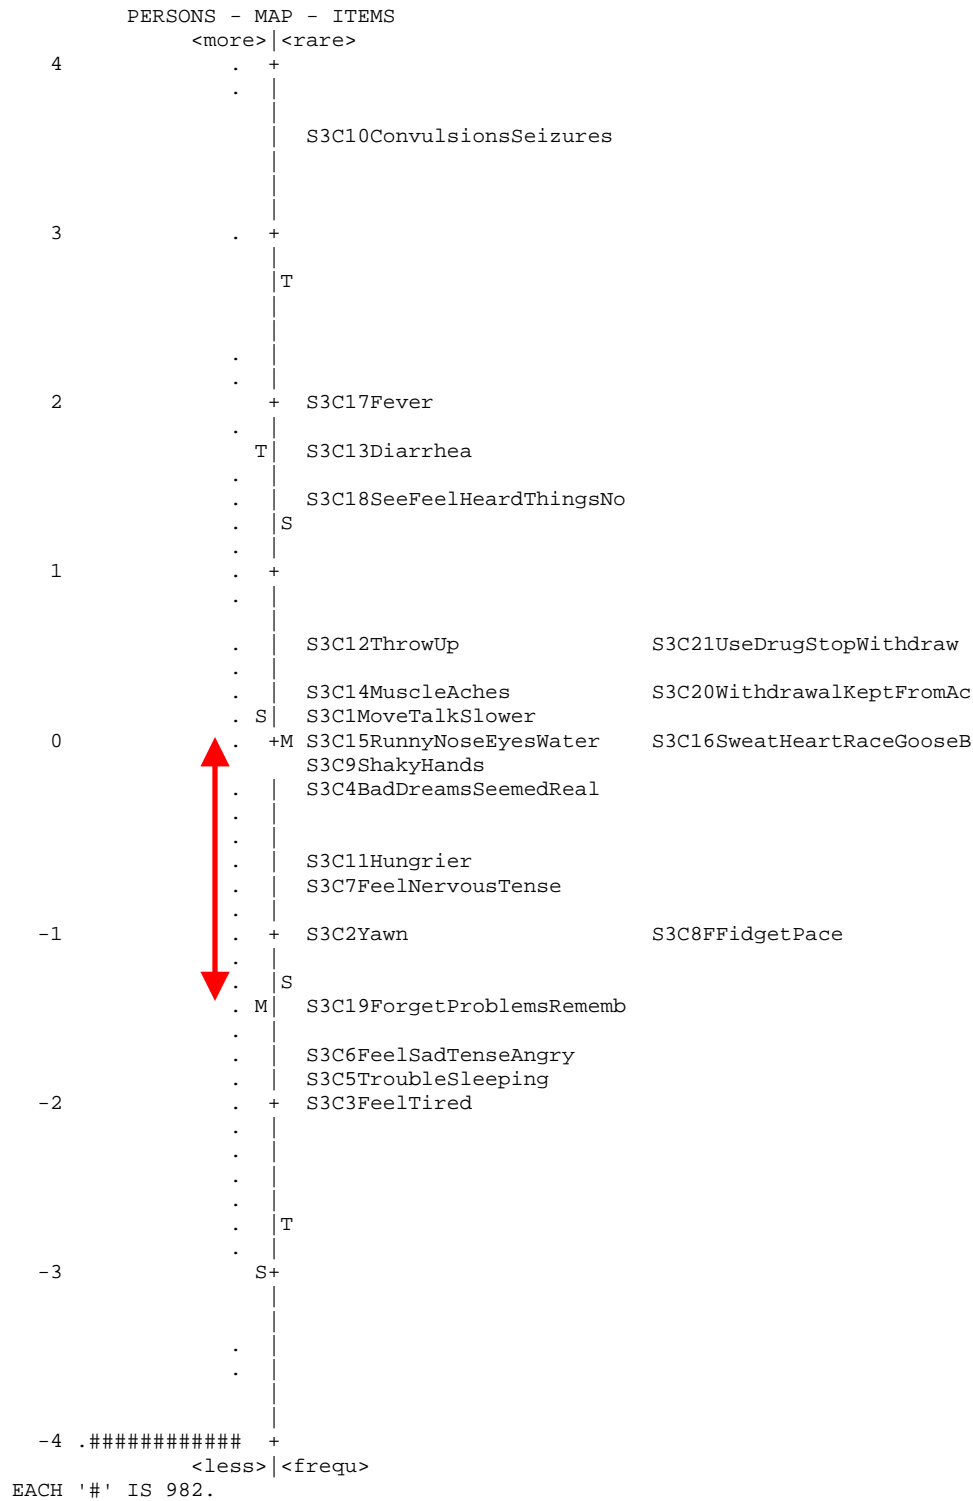 PERSONS - MAP - ITEMS
<more>|<rare>
4 . +
. |
|
| S3C10ConvulsionsSeizures
|
|
|
3 . +
|
|T
|
|
. |
. |
2 + S3C17Fever
. |
T| S3C13Diarrhea
. |
. | S3C18SeeFeelHeardThingsNo
. |S
. |
1 . +
. |
|
. | S3C12ThrowUp S3C21UseDrugStopWithdraw
. |
. | S3C14MuscleAches S3C20WithdrawalKeptFromAc
. S| S3C1MoveTalkSlower
0 . +M S3C15RunnyNoseEyesWater S3C16SweatHeartRaceGooseB
S3C9ShakyHands
. | S3C4BadDreamsSeemedReal
. |
. |
. | S3C11Hungrier
. | S3C7FeelNervousTense
. |
-1 . + S3C2Yawn S3C8FFidgetPace
. |
. |S
. M| S3C19ForgetProblemsRememb
. |
. | S3C6FeelSadTenseAngry
. | S3C5TroubleSleeping
-2 . + S3C3FeelTired
. |
. |
. |
. |
. |T
. |
-3 S+
|
|
. |
. |
|
|
-4 .############ +
<less>|<frequ>
EACH '#' IS 982.